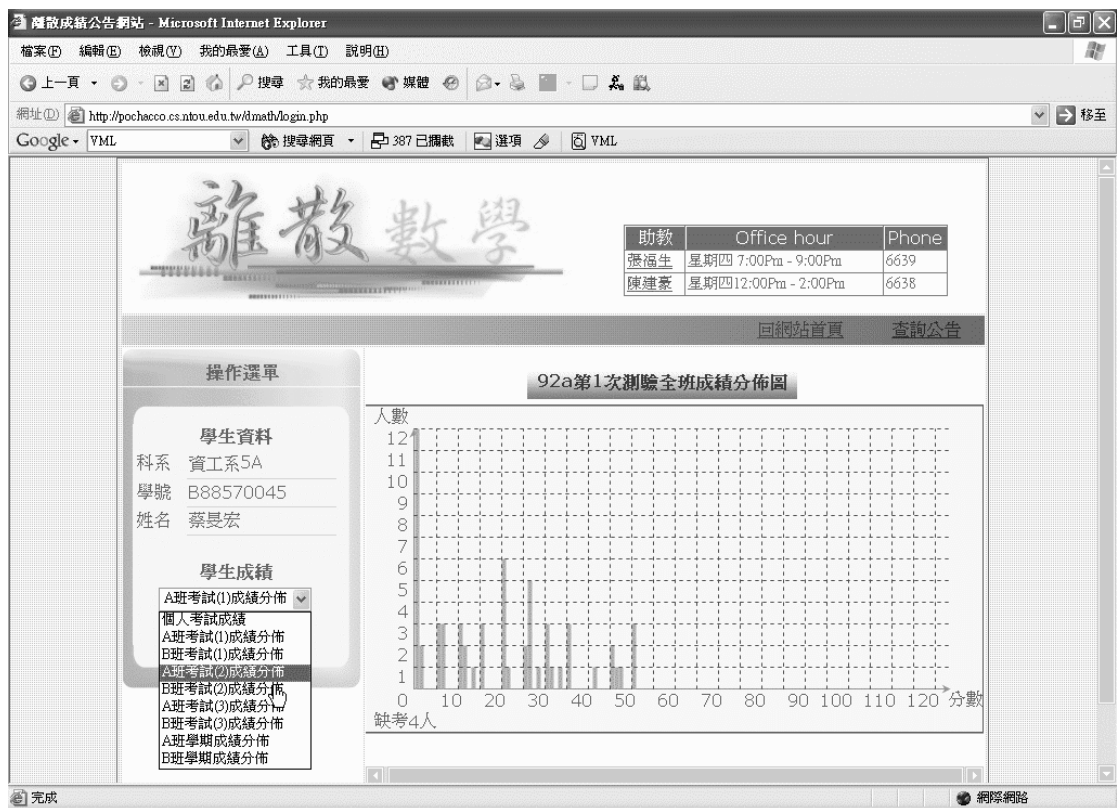 離散成績公告網站 - Microsoft Internet Explorer
檔案(F) 編輯(E) 檢視(V) 我的最愛(A) 工具(T) 說明(H)
上一頁 搜尋 我的最愛 媒體
網址(D) http://pochacco.cs.ntou.edu.tw/dmath/login.php 移至
Google VML 搜尋網頁 387 已攔截 選項 VML
離散數學
助教 Office hour Phone
張福生 星期四 7:00Pm - 9:00Pm 6639
陳建豪 星期四12:00Pm - 2:00Pm 6638
回網站首頁 查詢公告
操作選單
學生資料
科系 資工系5A
學號 B88570045
姓名 蔡旻宏
學生成績
A班考試(1)成績分佈
個人考試成績
A班考試(1)成績分佈
B班考試(1)成績分佈
A班考試(2)成績分佈
B班考試(2)成績分佈
A班考試(3)成績分
B班考試(3)成績分佈
A班學期成績分佈
B班學期成績分佈
92a第1次測驗全班成績分佈圖
人數
12
11
10
9
8
7
6
5
4
3
2
1
0 10 20 30 40 50 60 70 80 90 100 110 120 分數
缺考4人
完成 網際網路